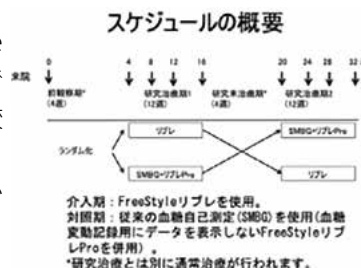 スケジュールの概要
0 4 8 12 16 20 24 28 32
来院
前観察期*
(4週)
研究治療期1
(12週)
研究未治療期*
(4週)
研究治療期2
(12週)
ランダム化
リブレ
SMBG+リブレPro
SMBG+リブレPro
リブレ
介入期：FreeStyleリブレを使用。
対照期：従来の血糖自己測定(SMBG)を使用(血糖
変動記録用にデータを表示しないFreeStyleリブ
レProを併用)。
*研究治療とは別に通常治療が行われます。